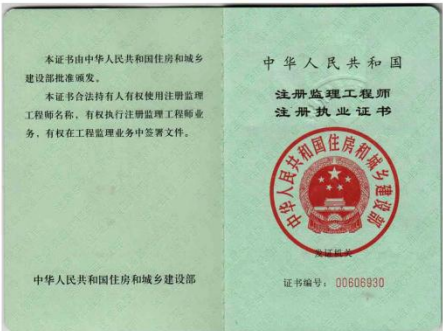 本证书由中华人民共和国住房和城乡
建设部批准颁发。
本证书合法持有人有权使用注册监理
工程师名称，有权执行注册监理工程师业
务，有权在工程监理业务中签署文件。
中华人民共和国住房和城乡建设部
中华人民共和国
注册监理工程师
注册执业证书
中华人民共和国住房和城乡建设部
发证机关
证书编号： 00606930